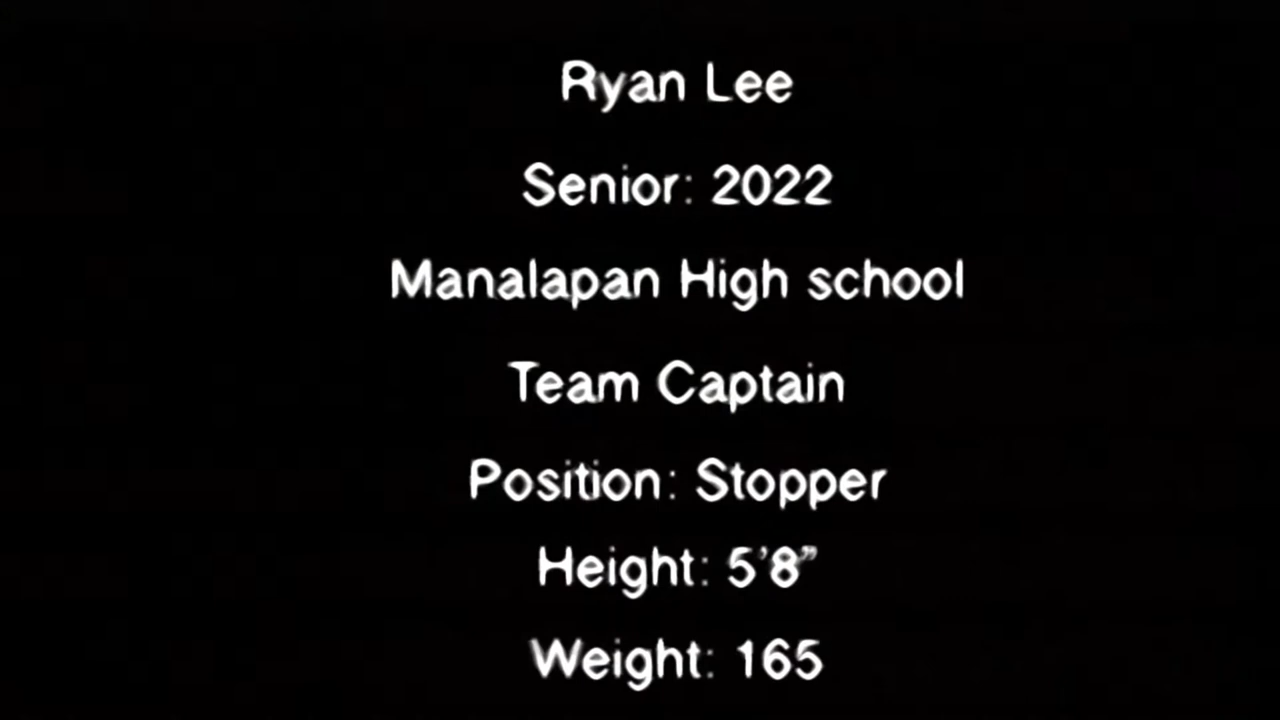 Ryan Lee
Senior: 2022
Manalapan High school
Team Captain
Position: Stopper
Height: 5’8”
Weight: 165